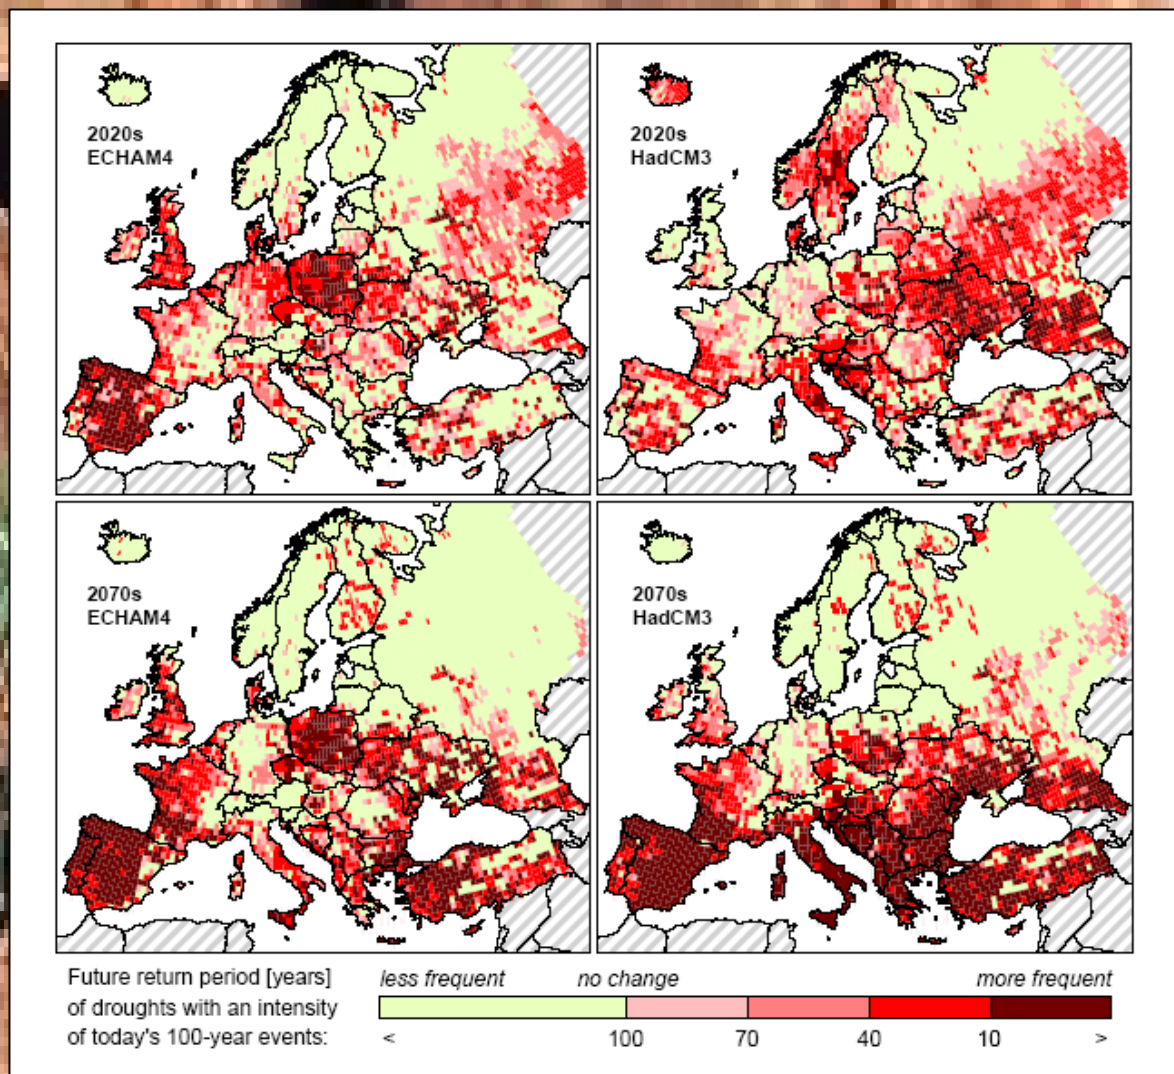 2020s
ECHAM4
2020s
HadCM3
2070s
ECHAM4
2070s
HadCM3
Future return period [years]
of droughts with an intensity
of today's 100-year events:
less frequent no change more frequent
< 100 70 40 10 >